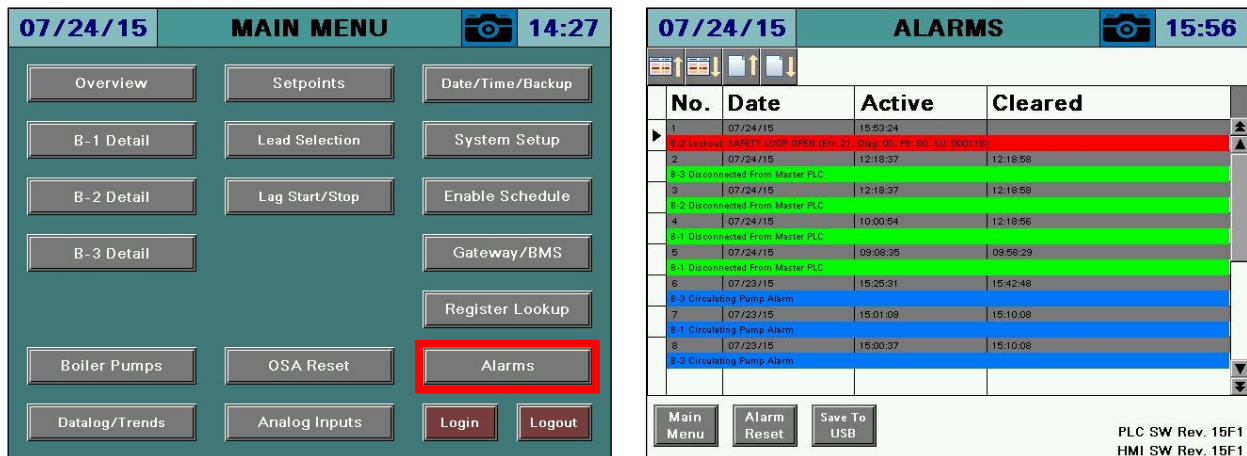 07/24/15 MAIN MENU 14:27
Overview Setpoints Date/Time/Backup
B-1 Detail Lead Selection System Setup
B-2 Detail Lag Start/Stop Enable Schedule
B-3 Detail Gateway/BMS
Register Lookup
Boiler Pumps OSA Reset Alarms
Datalog/Trends Analog Inputs Login Logout
07/24/15 ALARMS 15:56
No. Date Active Cleared
1 07/24/15 15:53:24
B-2 Lockout: SAFETY LOOP OPEN (Err: 21, Diag: 00, Ph: 60, SU: 000118)
2 07/24/15 12:18:37 12:18:58
B-3 Disconnected From Master PLC
3 07/24/15 12:18:37 12:18:58
B-2 Disconnected From Master PLC
4 07/24/15 10:00:54 12:18:56
B-1 Disconnected From Master PLC
5 07/24/15 09:08:35 09:58:29
B-1 Disconnected From Master PLC
6 07/23/15 15:25:31 15:42:48
B-3 Circulating Pump Alarm
7 07/23/15 15:01:09 15:10:08
B-1 Circulating Pump Alarm
8 07/23/15 15:00:37 15:10:08
B-3 Circulating Pump Alarm
Main Menu
Alarm Reset
Save To USB
PLC SW Rev. 15F1
HMI SW Rev. 15F1